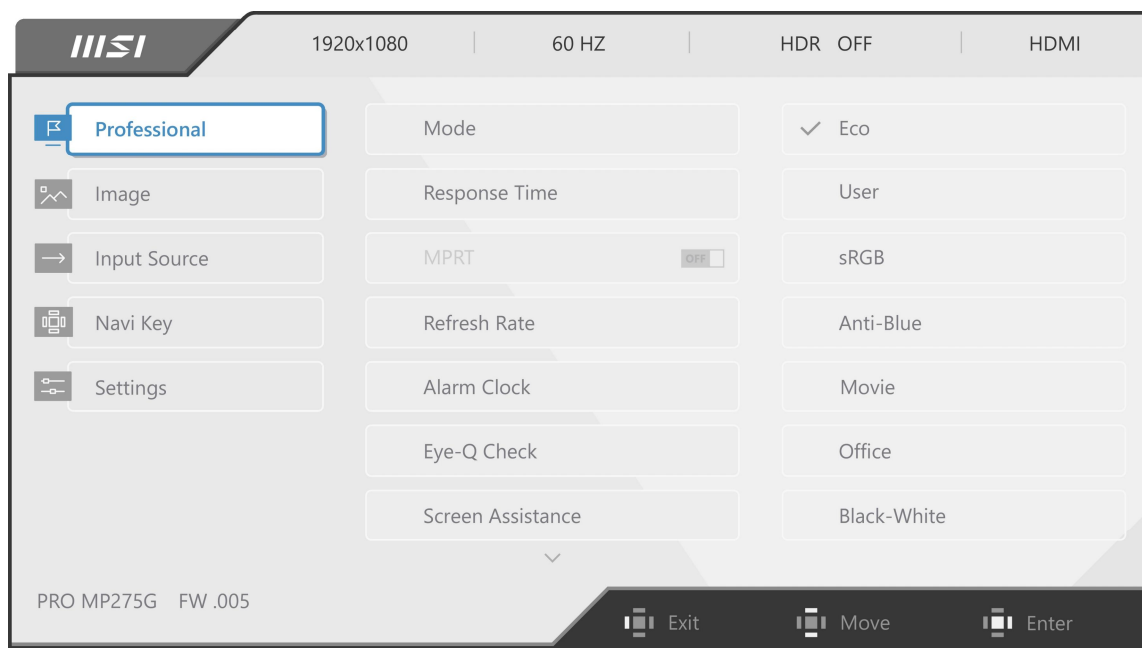 msi 1920x1080 60 HZ HDR OFF HDMI
Professional Mode Eco
Image Response Time User
Input Source MPRT OFF sRGB
Navi Key Refresh Rate Anti-Blue
Settings Alarm Clock Movie
Eye-Q Check Office
Screen Assistance Black-White
PRO MP275G FW .005
Exit Move Enter